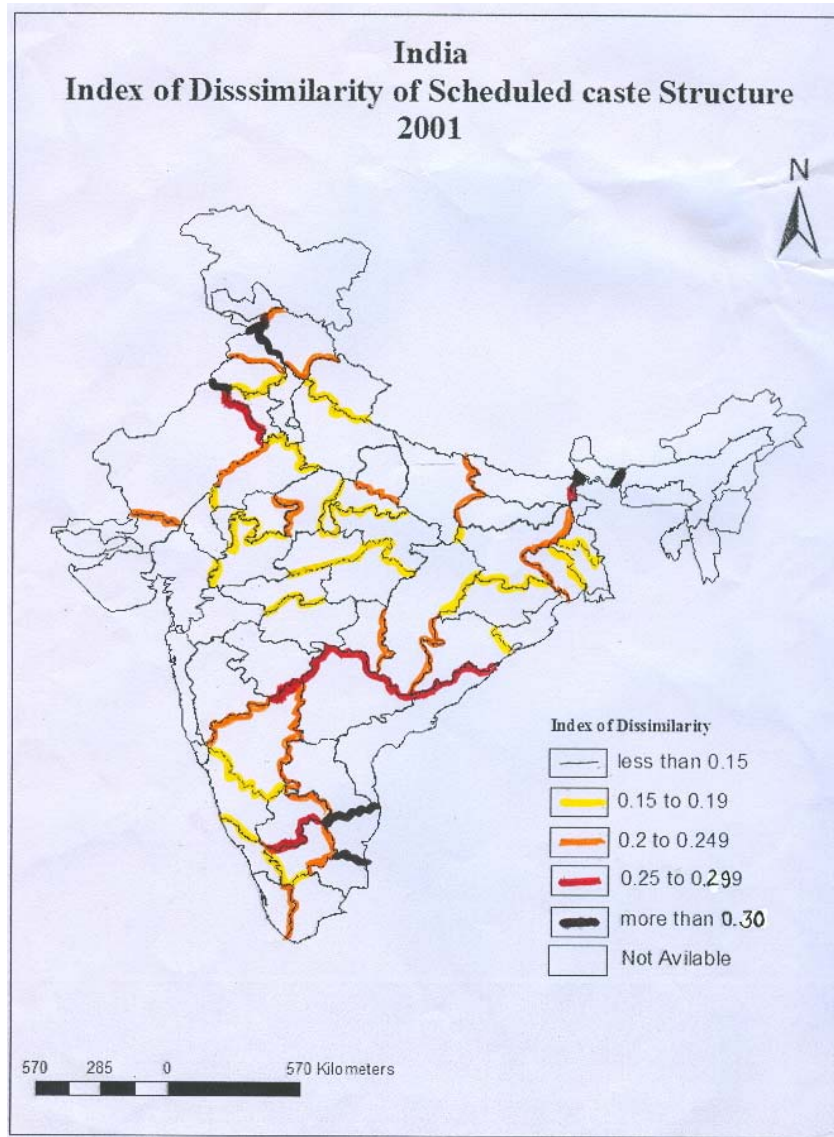 India
Index of Disssimilarity of Scheduled caste Structure
2001
N
Index of Dissimilarity
less than 0.15
0.15 to 0.19
0.2 to 0.249
0.25 to 0.299
more than 0.30
Not Avilable
570 285 0 570 Kilometers